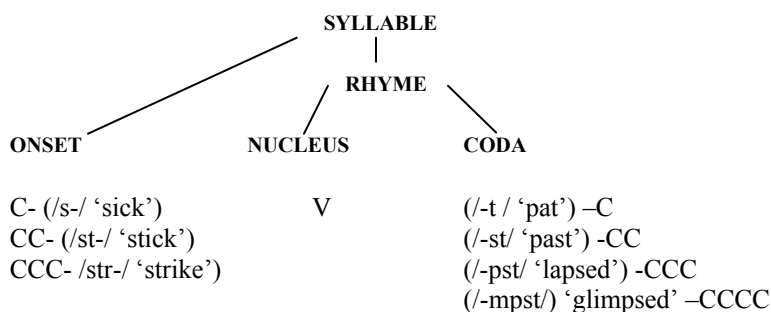 SYLLABLE
RHYME
ONSET NUCLEUS CODA
C- (/s-/ ‘sick’) V (/-t / ‘pat’) –C
CC- (/st-/ ‘stick’) (/-st/ ‘past’) -CC
CCC- /str-/ ‘strike’) (/-pst/ ‘lapsed’) -CCC
(/-mpst/) ‘glimpsed’ –CCCC